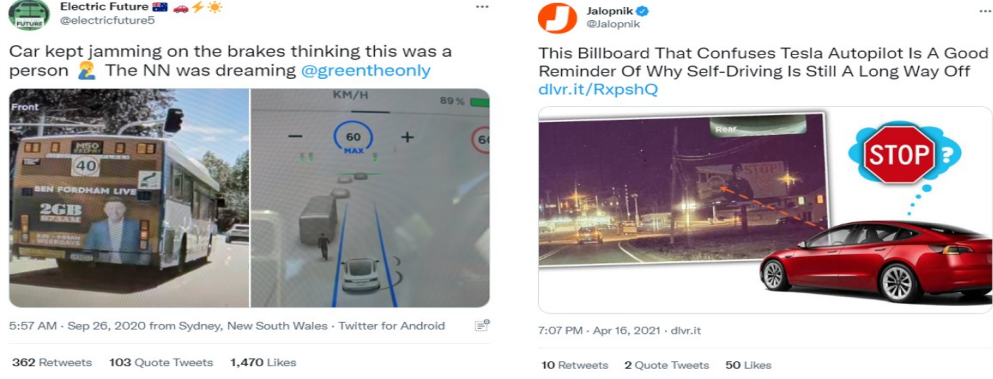 Electric Future 🇦🇺 🚗⚡☀️
@electricfuture5
Car kept jamming on the brakes thinking this was a
person 🤦‍♂️ The NN was dreaming @greentheonly
Front
M50
40
BEN FORDHAM LIVE
2GB
WEEKDAYS
KM/H
89 %
60
MAX
60
5:57 AM · Sep 26, 2020 from Sydney, New South Wales · Twitter for Android
362 Retweets 103 Quote Tweets 1,470 Likes
Jalopnik
@Jalopnik
This Billboard That Confuses Tesla Autopilot Is A Good
Reminder Of Why Self-Driving Is Still A Long Way Off
dlvr.it/RxpshQ
Rear
STOP ?
7:07 PM · Apr 16, 2021 · dlvr.it
10 Retweets 2 Quote Tweets 50 Likes